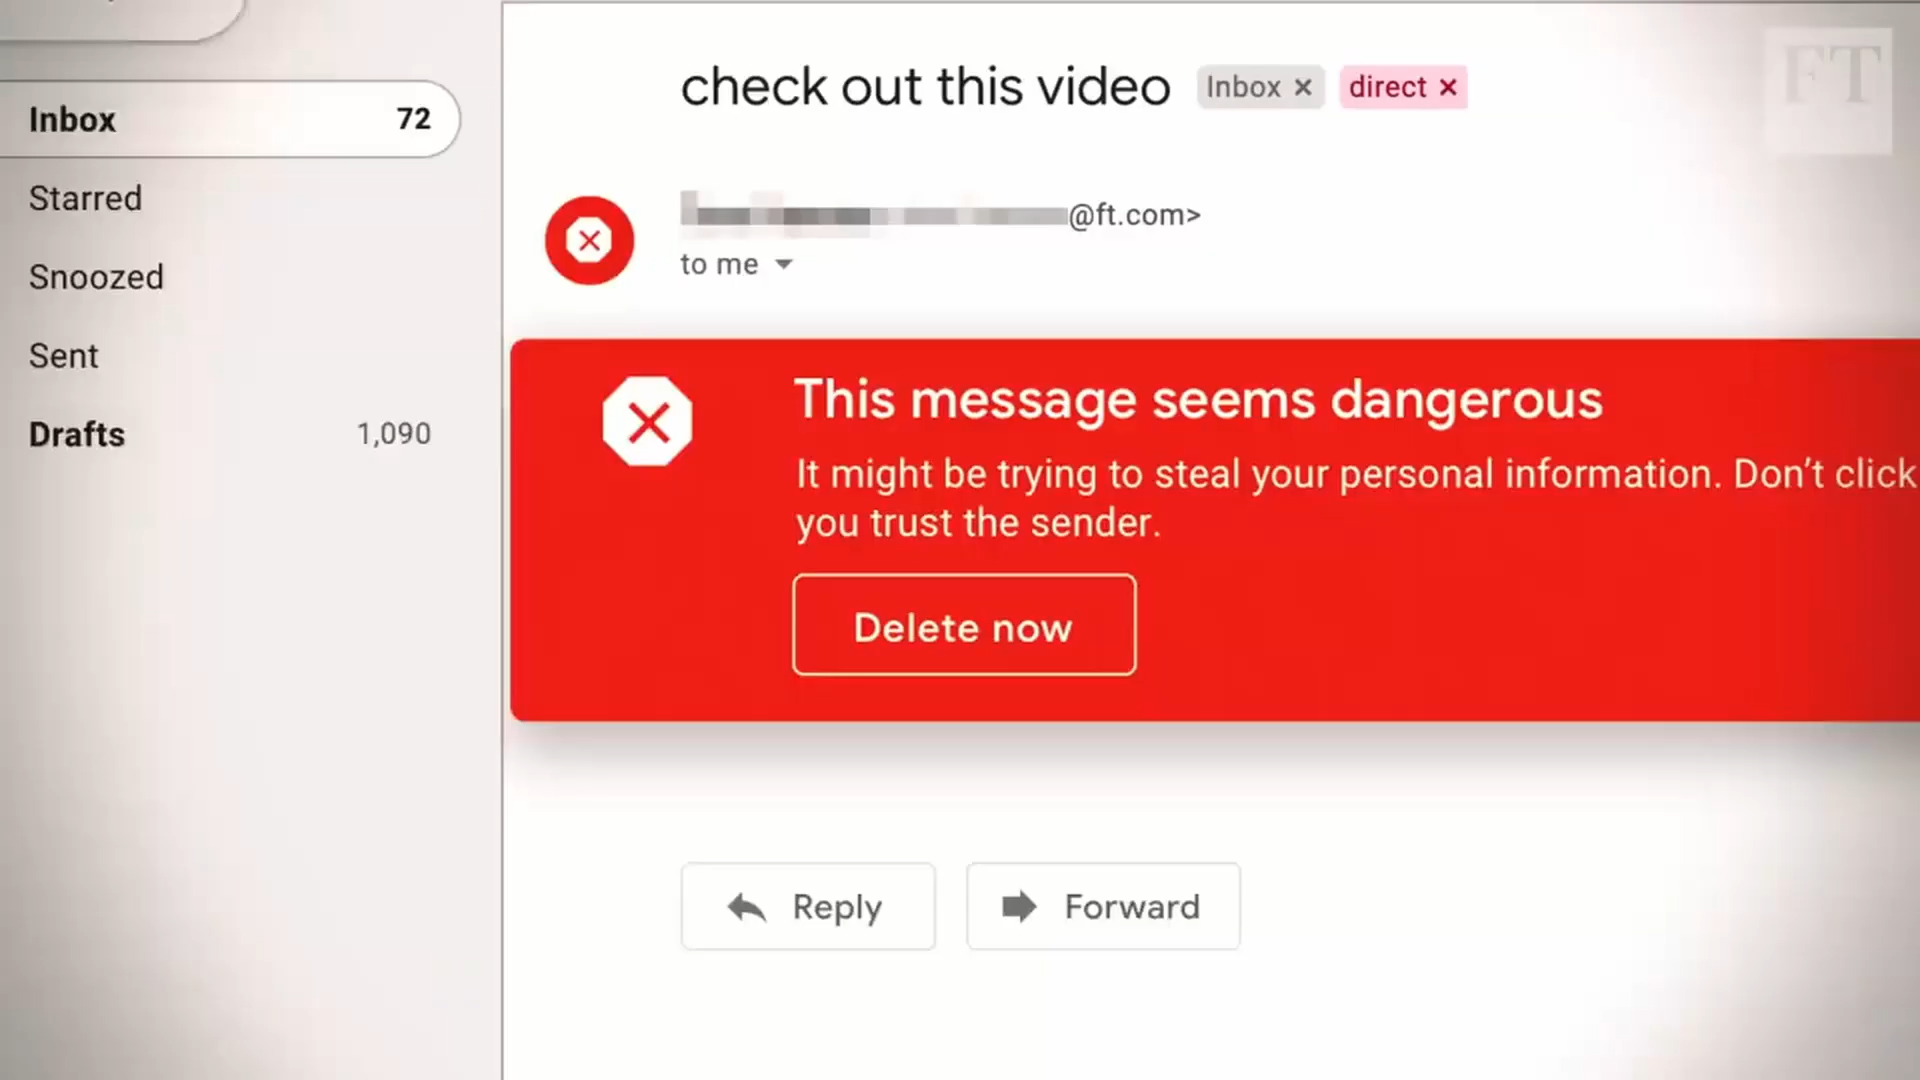 check out this video
Inbox ×
direct ×
FT
Inbox 72
Starred
Snoozed
Sent
Drafts 1,090
@ft.com>
to me
This message seems dangerous
It might be trying to steal your personal information. Don't click
you trust the sender.
Delete now
Reply
Forward